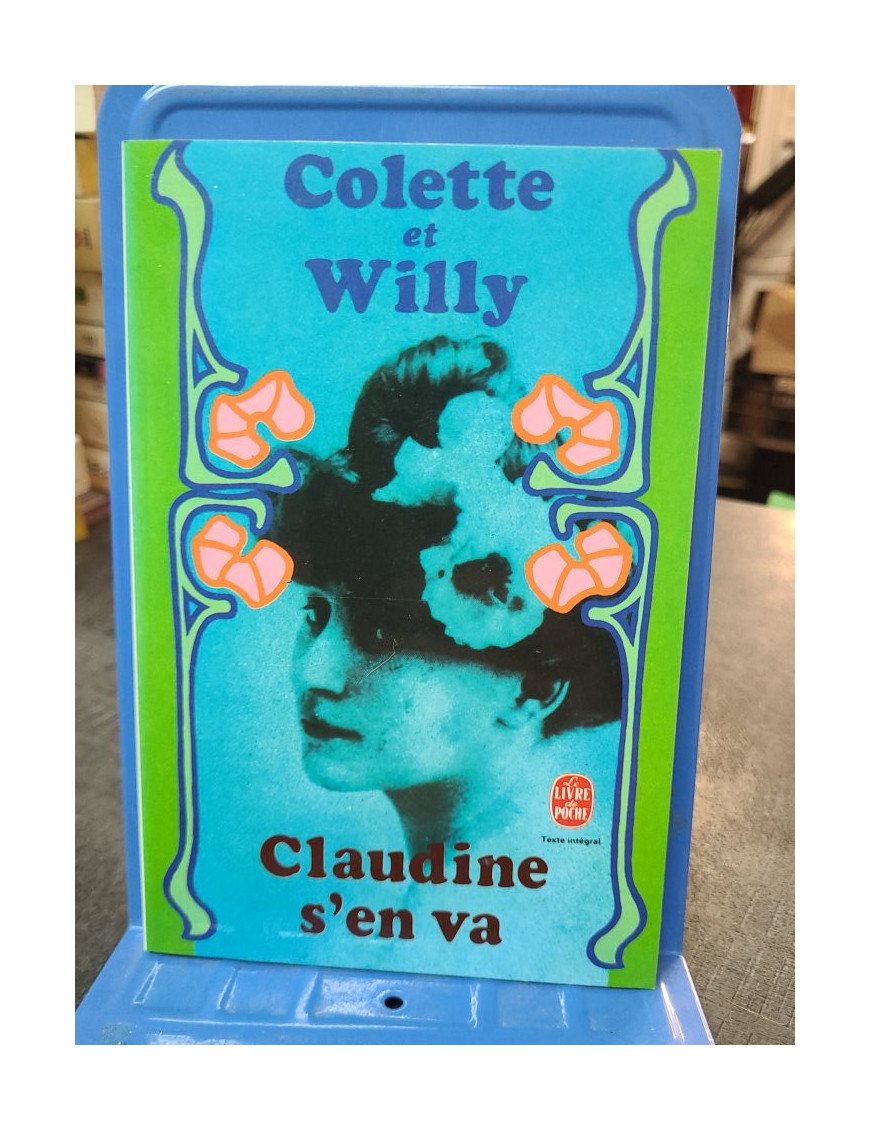 Colette
et
Willy
Le
LIVRE
de
POCHE
Texte intégral
Claudine
s'en va